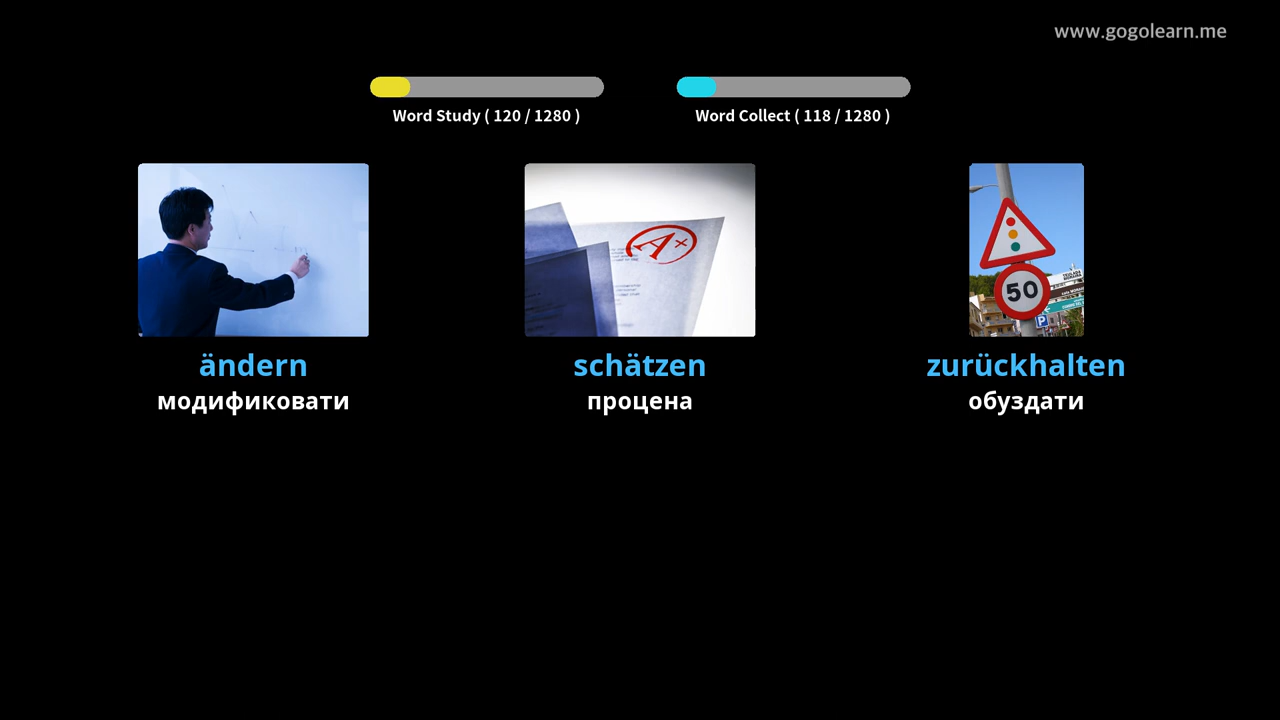 www.gogolearn.me
Word Study ( 120 / 1280 )
Word Collect ( 118 / 1280 )
A+
50
P
ändern
schätzen
zurückhalten
модификовати
процена
обуздати